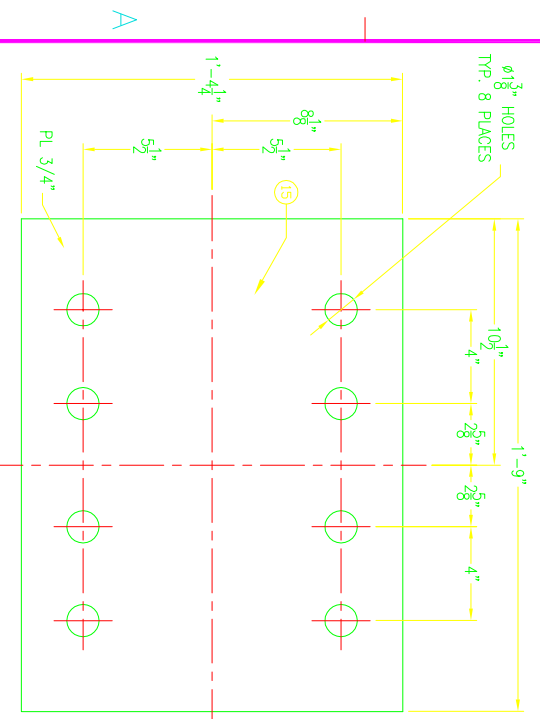 A
ø1 3/8" HOLES
TYP. 8 PLACES
10 1/2"
1'-9"
4"
2 5/8"
2 5/8"
4"
8 1/8"
5 1/2"
5 1/2"
1'-4 1/4"
15
PL 3/4"